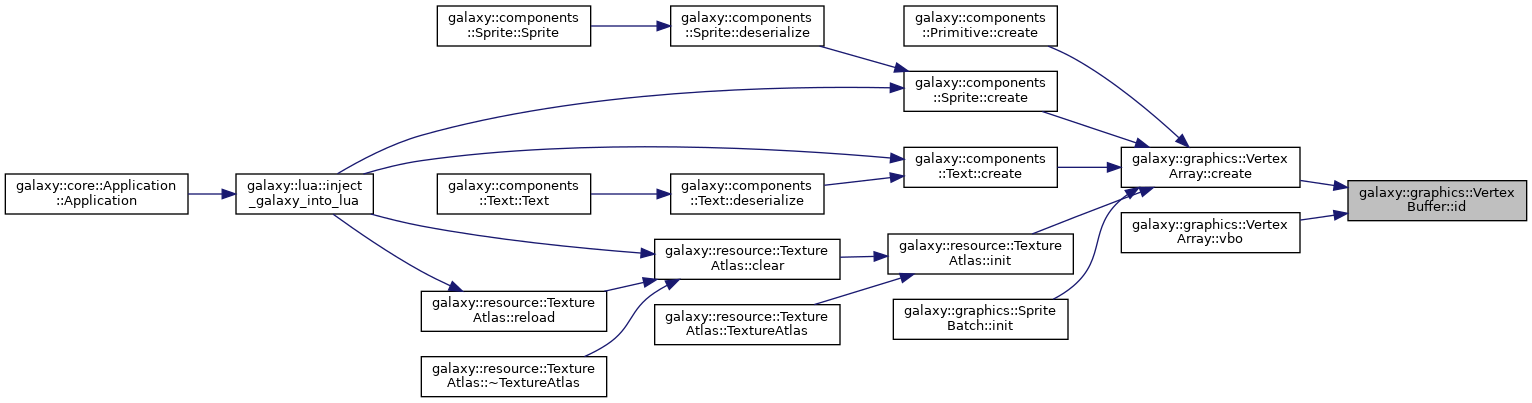 galaxy::components
::Sprite::Sprite
galaxy::components
::Sprite::deserialize
galaxy::components
::Primitive::create
galaxy::components
::Sprite::create
galaxy::core::Application
::Application
galaxy::lua::inject
_galaxy_into_lua
galaxy::components
::Text::Text
galaxy::components
::Text::deserialize
galaxy::components
::Text::create
galaxy::graphics::Vertex
Array::create
galaxy::graphics::Vertex
Buffer::id
galaxy::graphics::Vertex
Array::vbo
galaxy::resource::Texture
Atlas::clear
galaxy::resource::Texture
Atlas::init
galaxy::resource::Texture
Atlas::reload
galaxy::resource::Texture
Atlas::TextureAtlas
galaxy::graphics::Sprite
Batch::init
galaxy::resource::Texture
Atlas::~TextureAtlas